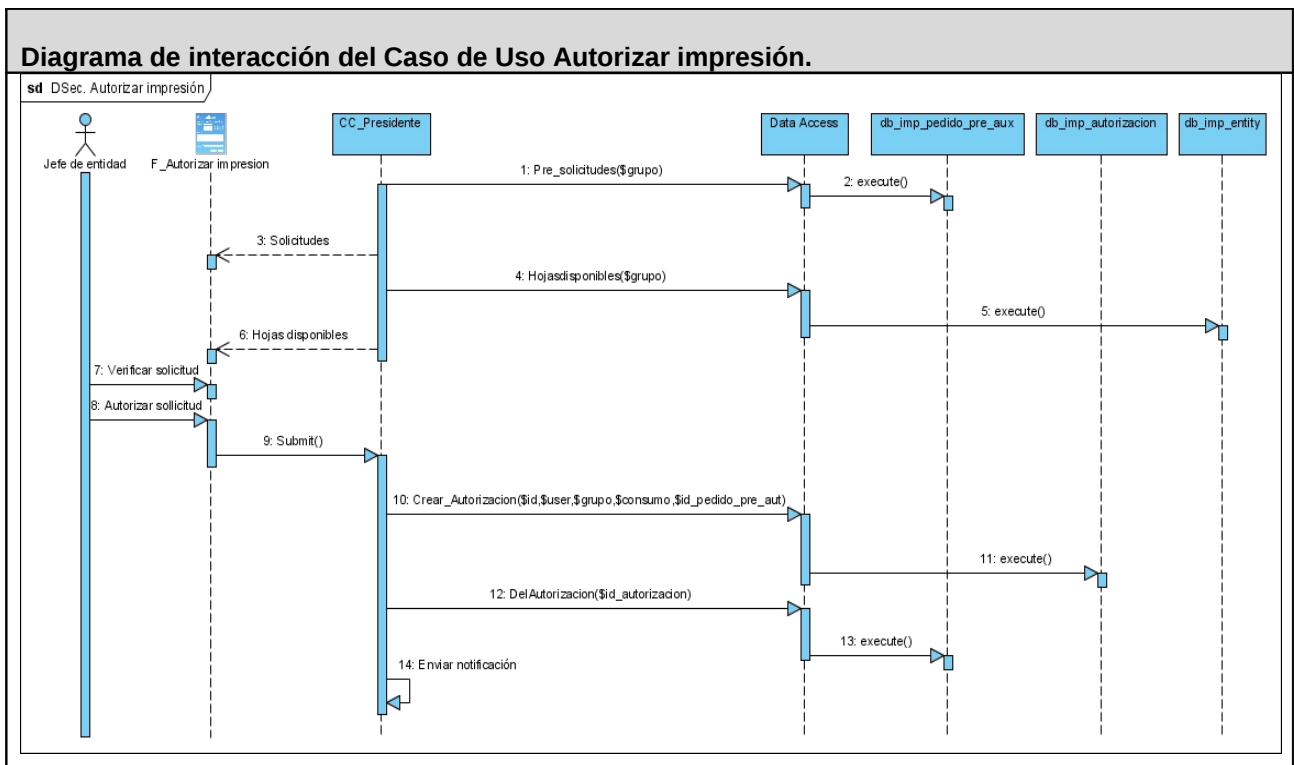 Diagrama de interacción del Caso de Uso Autorizar impresión.
sd DSec. Autorizar impresión
Jefe de entidad
F_Autorizar impresion
CC_Presidente
Data Access
db_imp_pedido_pre_aux
db_imp_autorizacion
db_imp_entity
1: Pre_solicitudes($grupo)
2: execute()
3: Solicitudes
4: Hojasdisponibles($grupo)
5: execute()
6: Hojas disponibles
7: Verificar solicitud
8: Autorizar sollicitud
9: Submit()
10: Crear_Autorizacion($id,$user,$grupo,$consumo,$id_pedido_pre_aut)
11: execute()
12: DelAutorizacion($id_autorizacion)
13: execute()
14: Enviar notificación